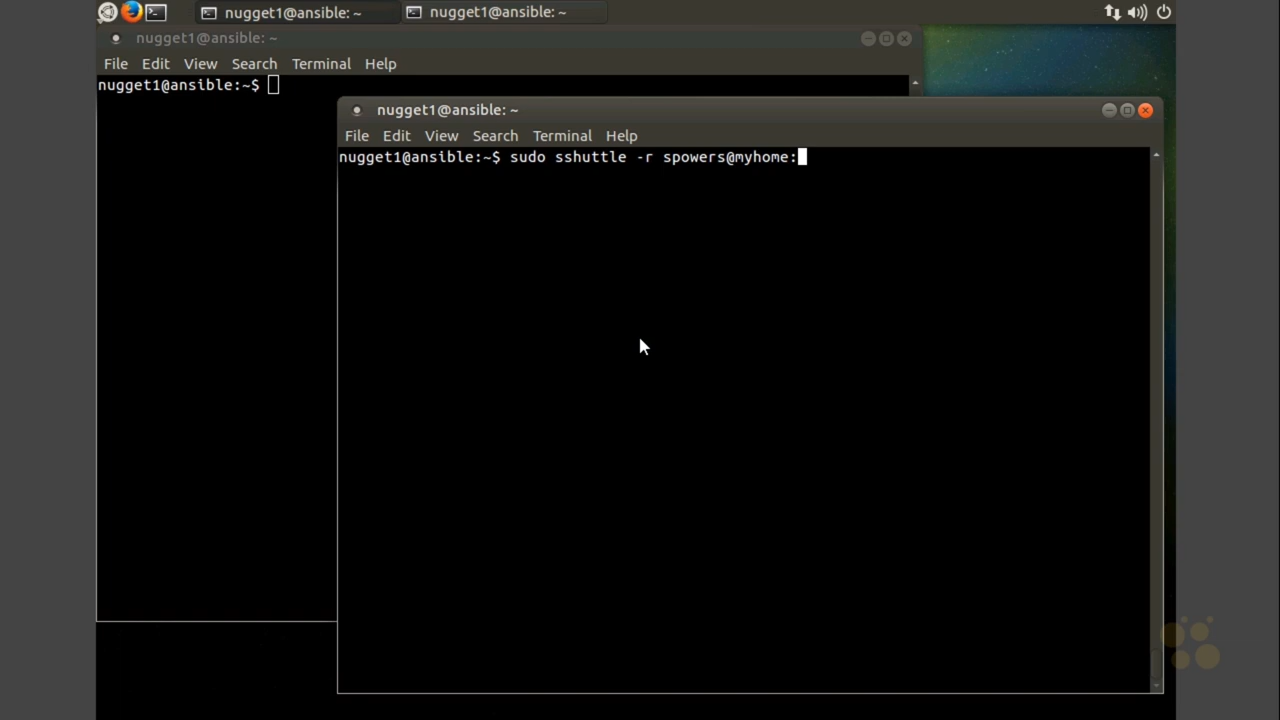 nugget1@ansible: ~ nugget1@ansible: ~
nugget1@ansible: ~
File Edit View Search Terminal Help
nugget1@ansible:~$
nugget1@ansible: ~
File Edit View Search Terminal Help
nugget1@ansible:~$ sudo sshuttle -r spowers@myhome: